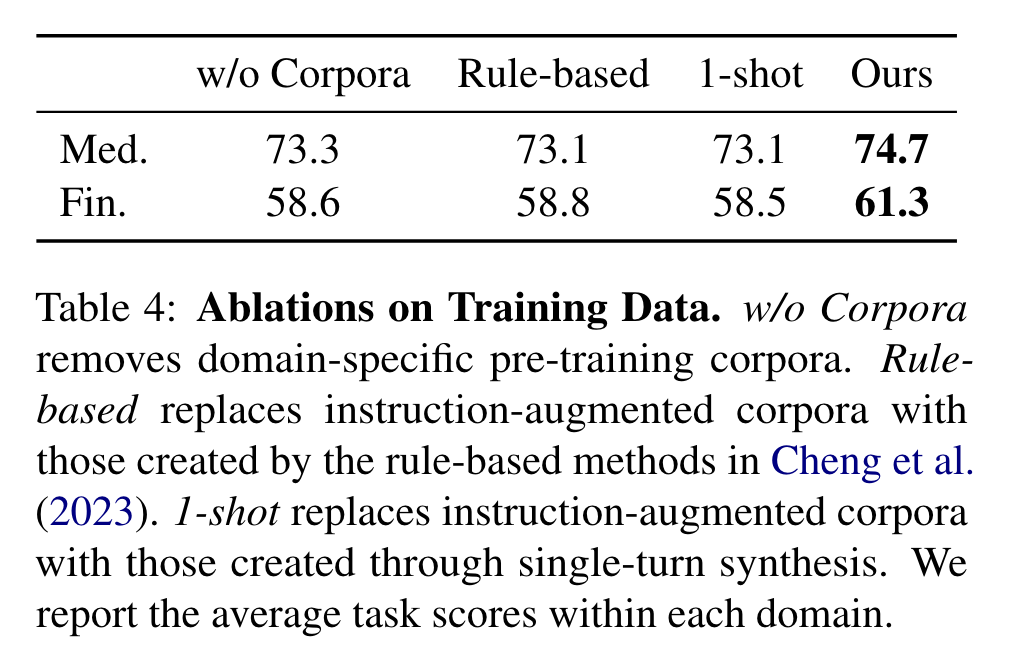 w/o Corpora Rule-based 1-shot Ours
Med. 73.3 73.1 73.1 74.7
Fin. 58.6 58.8 58.5 61.3
Table 4: Ablations on Training Data. w/o Corpora
removes domain-specific pre-training corpora. Rule-
based replaces instruction-augmented corpora with
those created by the rule-based methods in Cheng et al.
(2023). 1-shot replaces instruction-augmented corpora
with those created through single-turn synthesis. We
report the average task scores within each domain.